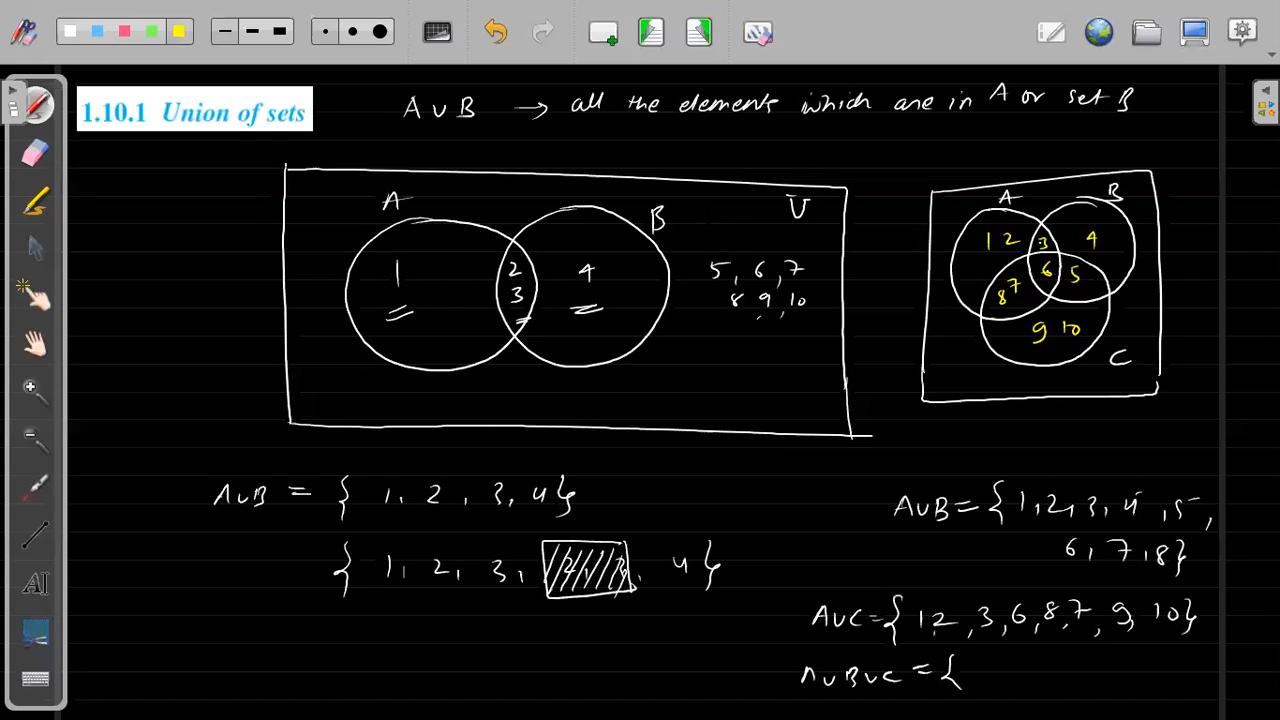 1.10.1 Union of sets
A∪B → all the elements which are in A or set B
A
B
U
1
2
3
4
5, 6, 7
8 9, 10
A
B
1 2
3
4
8 7
6
5
9 10
C
A∪B = { 1, 2, 3, 4}
{ 1, 2, 3, 2, 3, 4}
A∪B = {1, 2, 3, 4, 5,
6, 7, 8}
A∪C = {1, 2, 3, 6, 8, 7, 9, 10}
A∪B∪C = {
AI